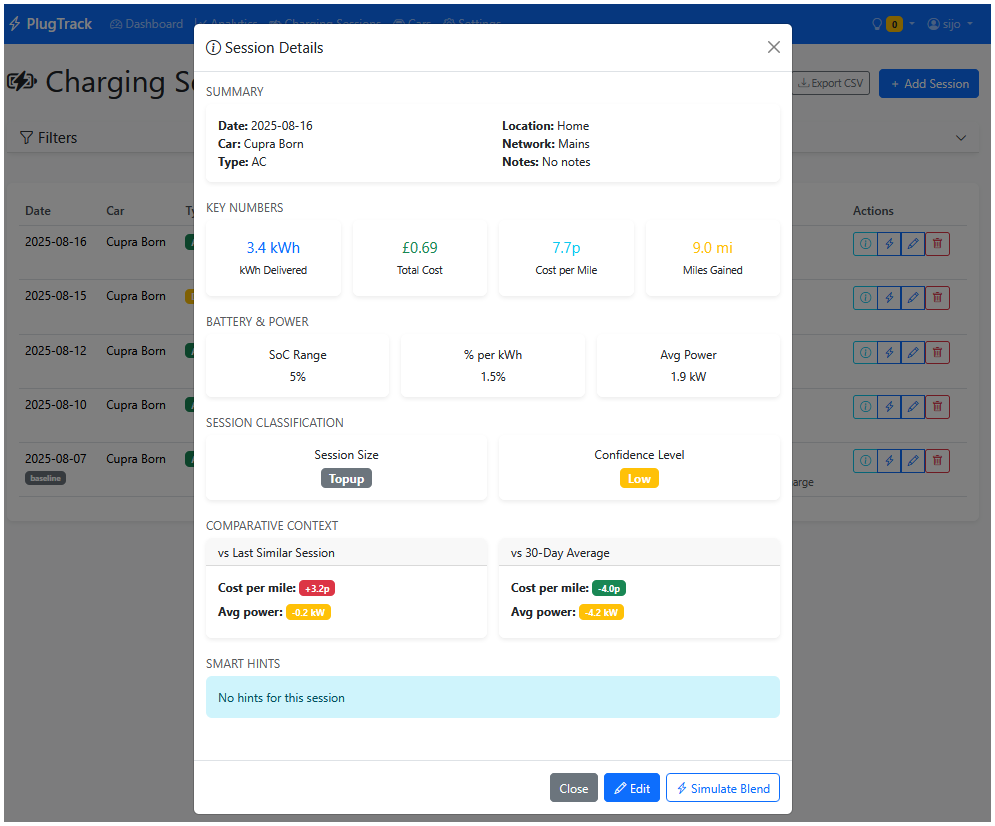 PlugTrack Dashboard Analytics Charging Sessions Cars Settings 0 sijo
Charging Se
Export CSV
+ Add Session
Filters
Date Car Ty Actions
2025-08-16 Cupra Born
2025-08-15 Cupra Born
2025-08-12 Cupra Born
2025-08-10 Cupra Born
2025-08-07 Cupra Born
baseline
arge
Session Details
SUMMARY
Date: 2025-08-16
Car: Cupra Born
Type: AC
Location: Home
Network: Mains
Notes: No notes
KEY NUMBERS
3.4 kWh
kWh Delivered
£0.69
Total Cost
7.7p
Cost per Mile
9.0 mi
Miles Gained
BATTERY & POWER
SoC Range
5%
% per kWh
1.5%
Avg Power
1.9 kW
SESSION CLASSIFICATION
Session Size
Topup
Confidence Level
Low
COMPARATIVE CONTEXT
vs Last Similar Session
Cost per mile: +3.2p
Avg power: -0.2 kW
vs 30-Day Average
Cost per mile: -4.0p
Avg power: -4.2 kW
SMART HINTS
No hints for this session
Close
Edit
Simulate Blend